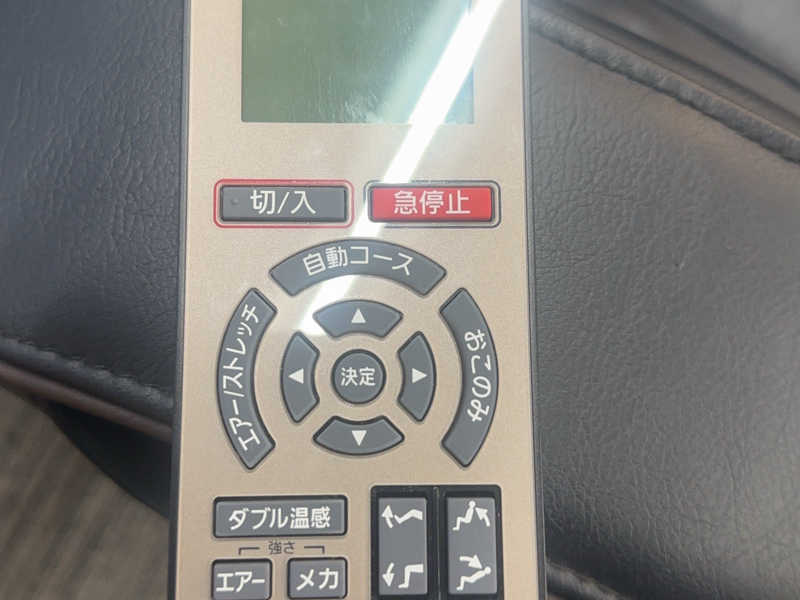 切/入
急停止
自動コース
エアー/ストレッチ
おこのみ
決定
ダブル温感
強さ
エアー
メカ